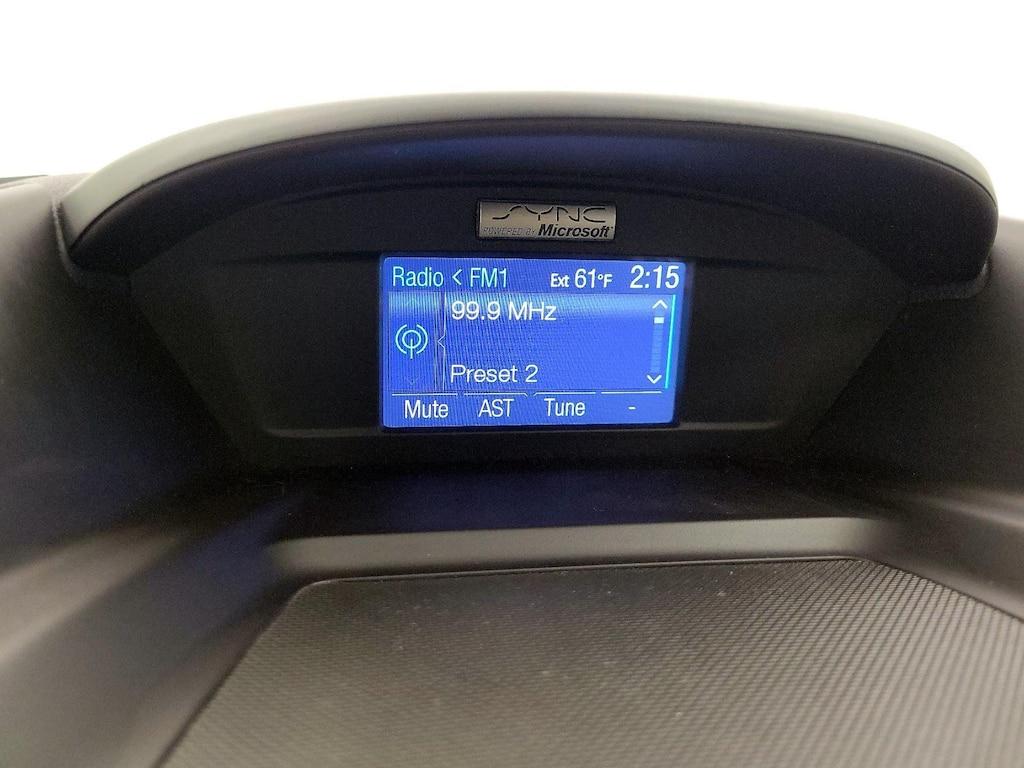 SYNC
POWERED BY Microsoft
Radio < FM1 Ext 61°F 2:15
99.9 MHz
Preset 2
Mute AST Tune -